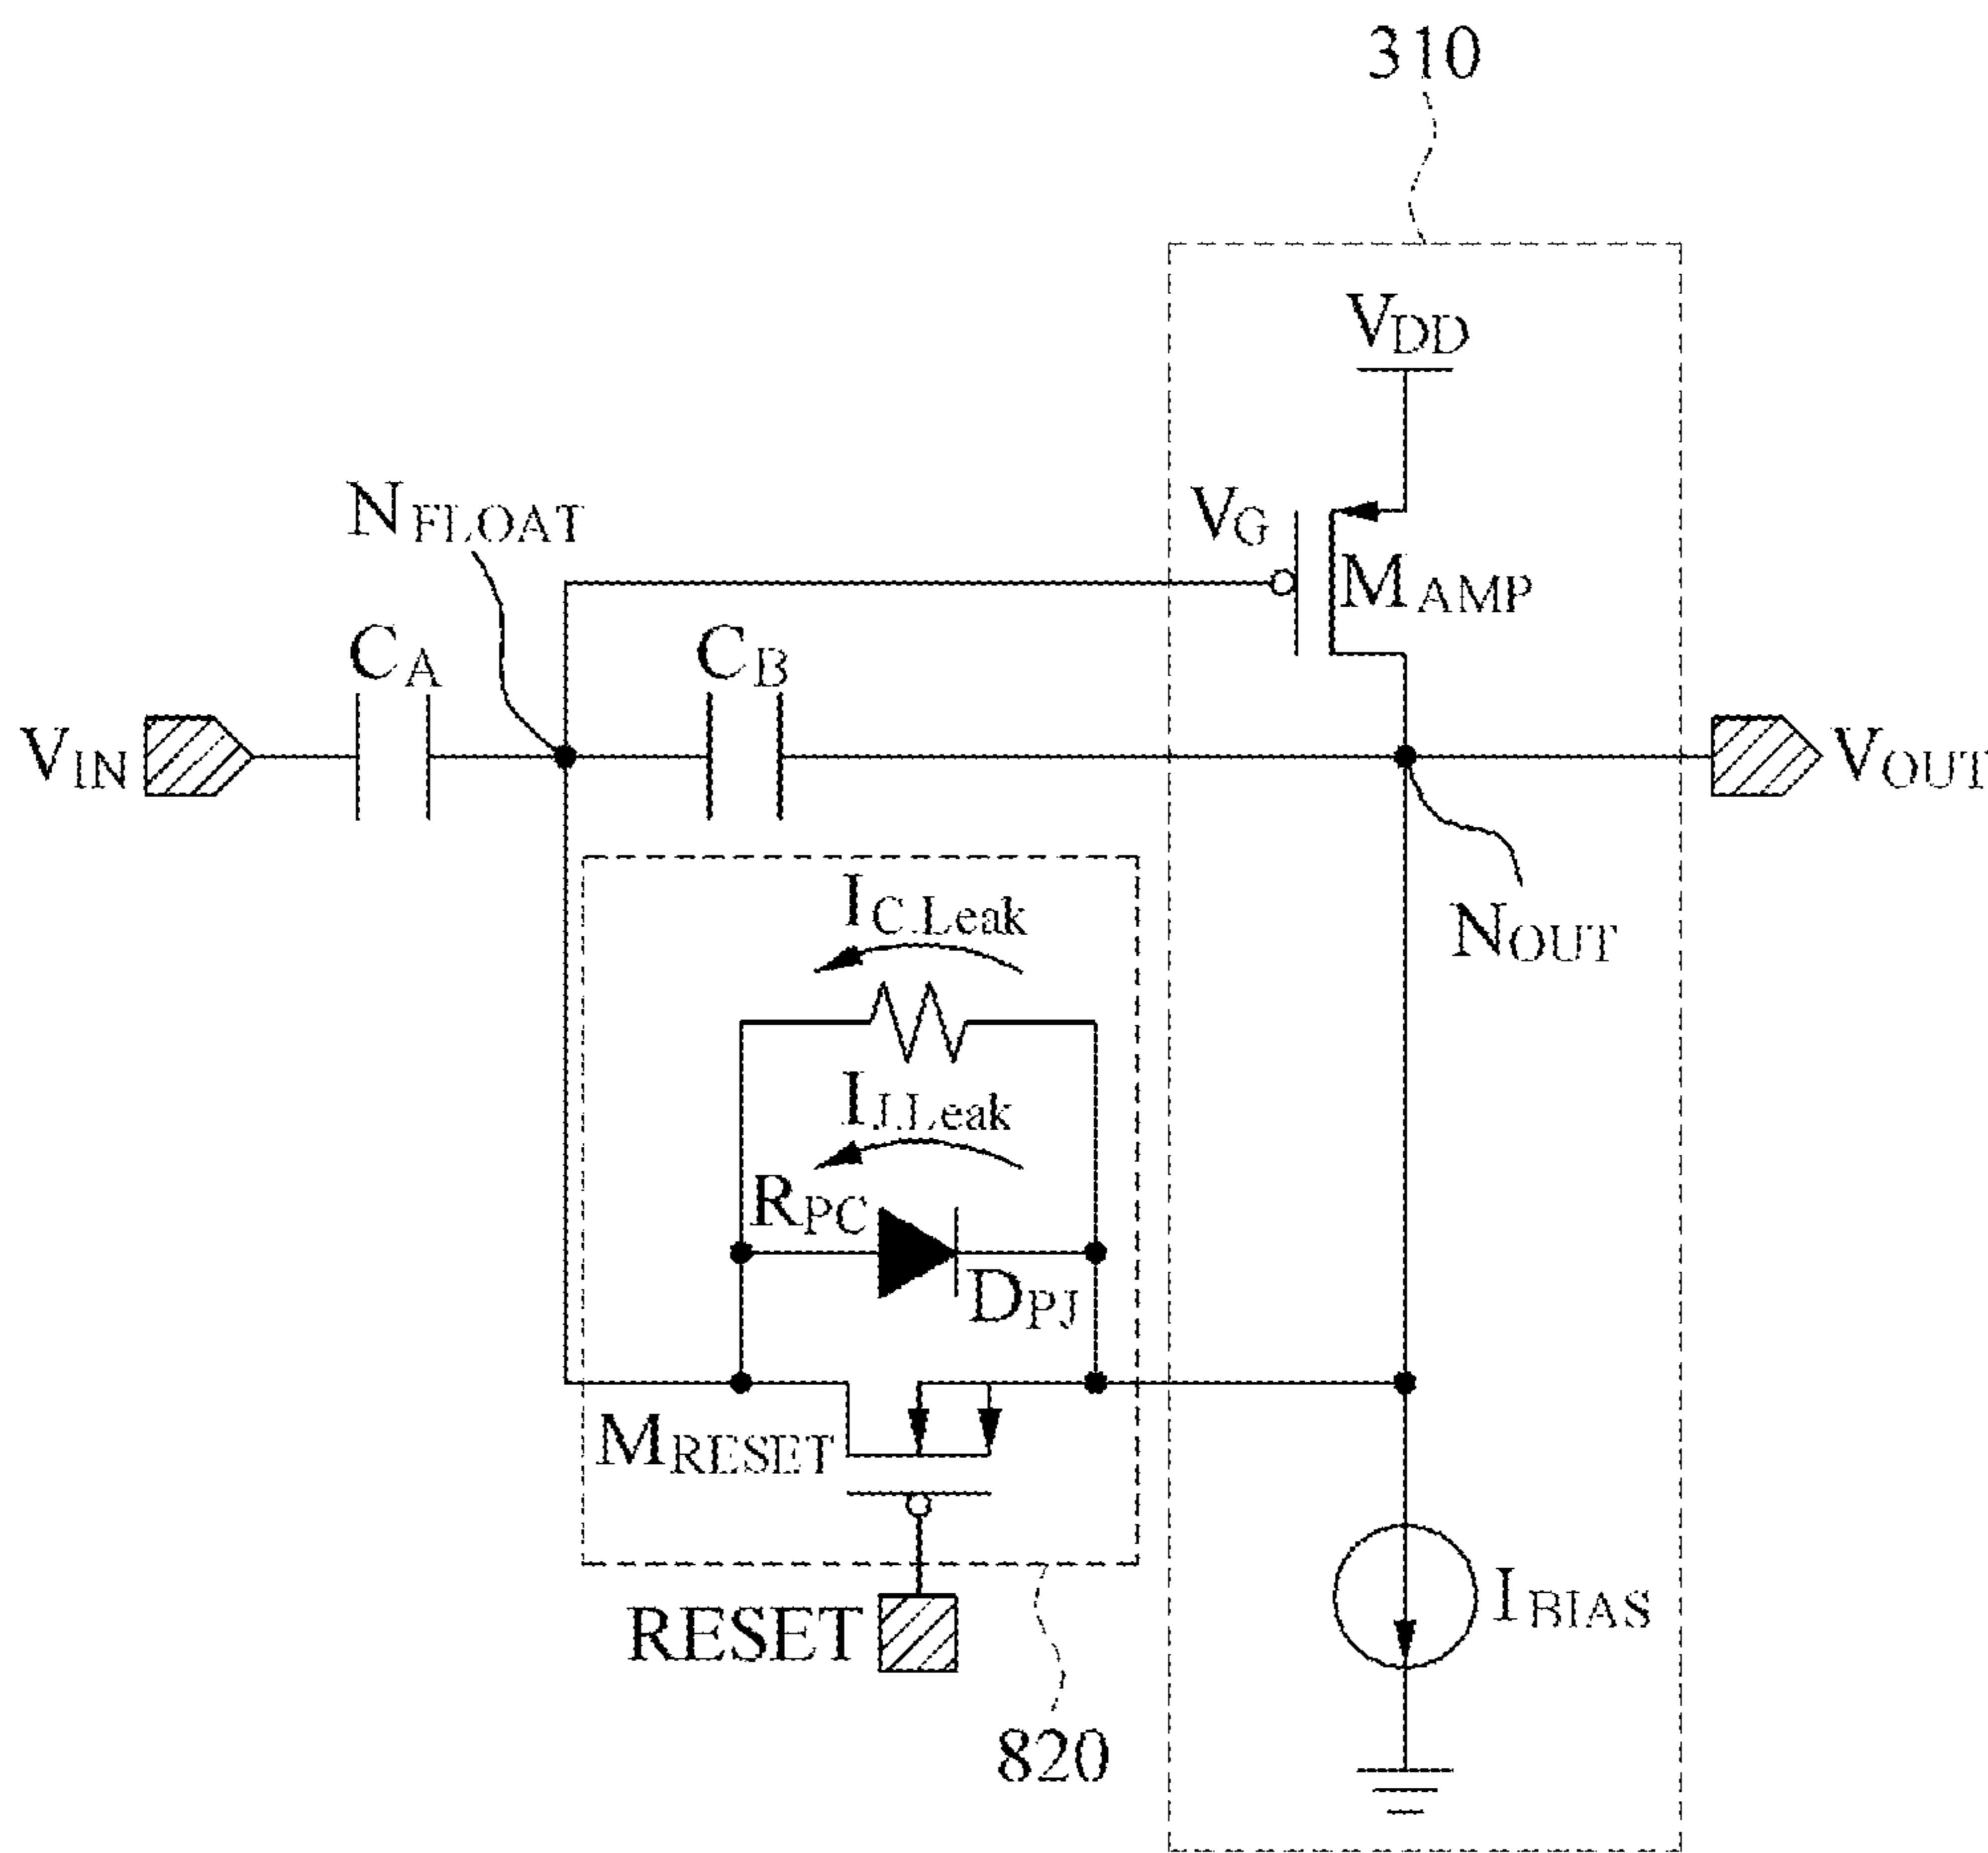 310
VDD
VG
MAMP
NFLOAT
CA
CB
VIN
VOUT
NOUT
IC.Leak
IJ.Leak
RPC
DPJ
MRESET
RESET
IBIAS
820